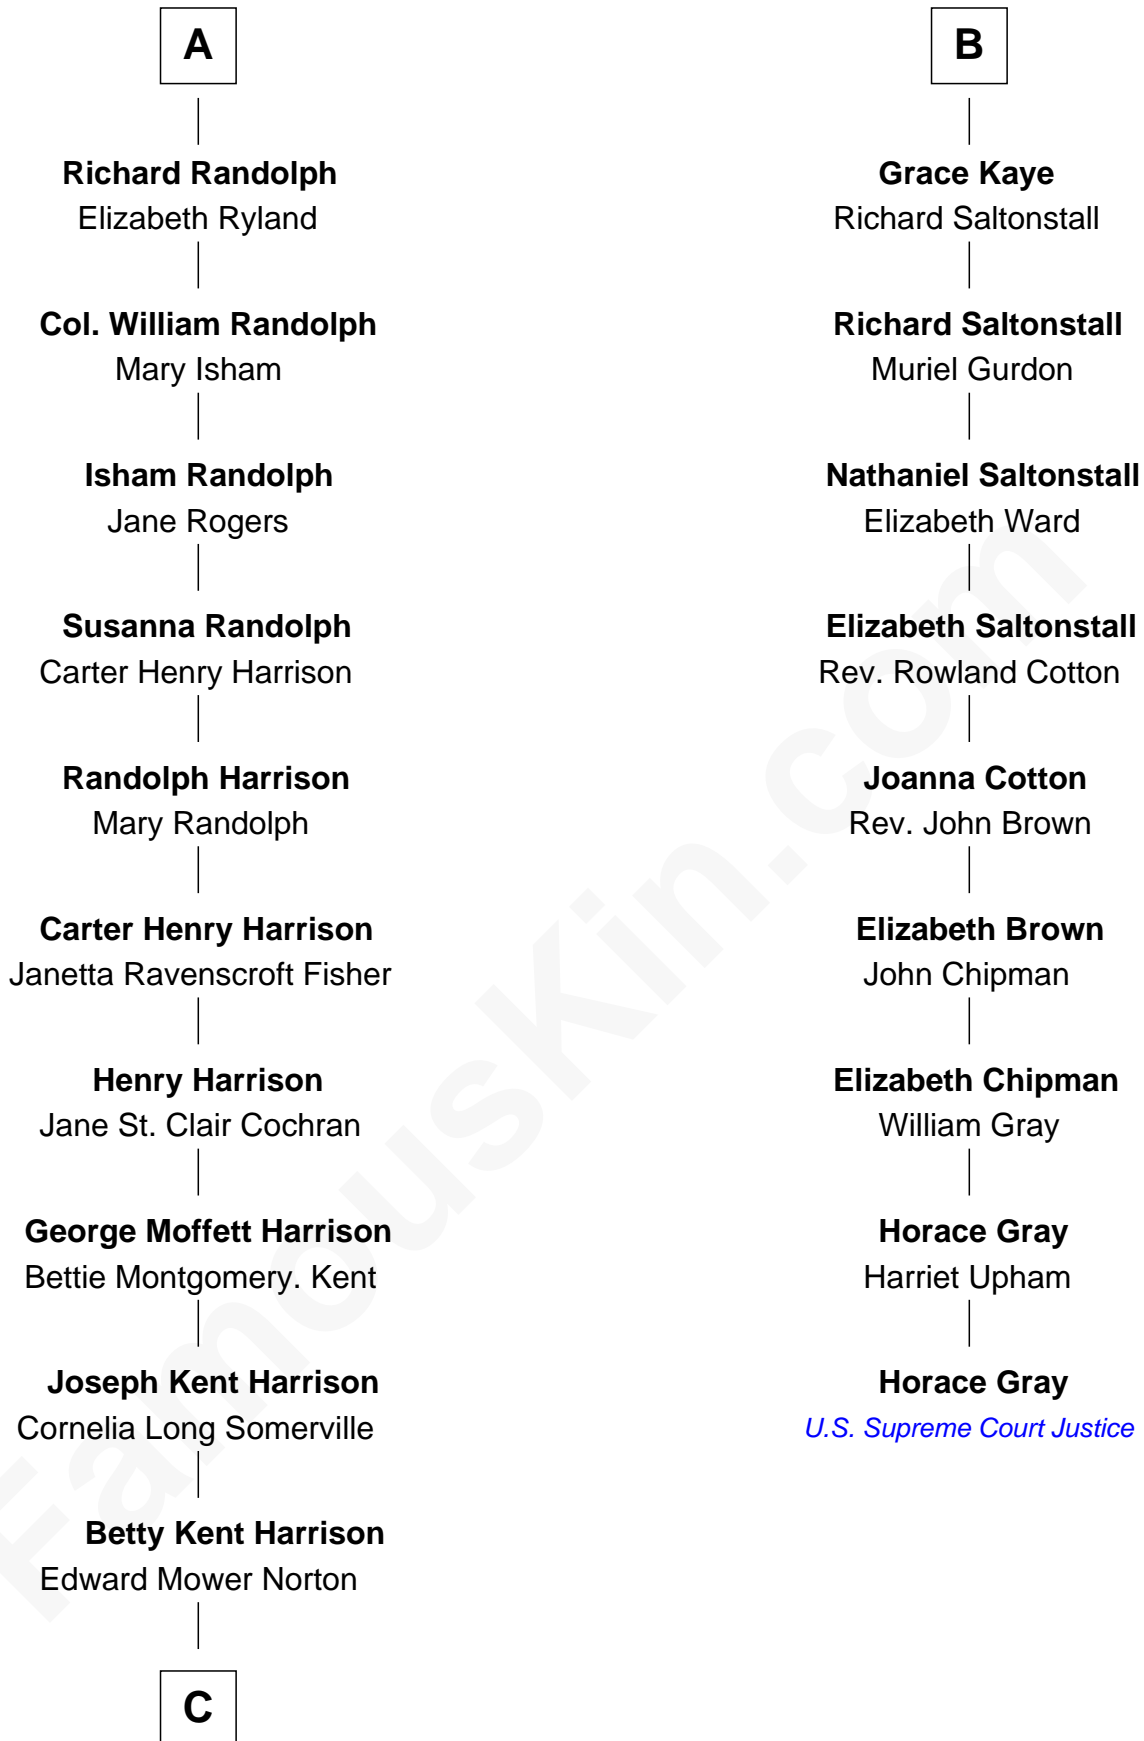 A
Richard Randolph
Elizabeth Ryland
Col. William Randolph
Mary Isham
Isham Randolph
Jane Rogers
Susanna Randolph
Carter Henry Harrison
Randolph Harrison
Mary Randolph
Carter Henry Harrison
Janetta Ravenscroft Fisher
Henry Harrison
Jane St. Clair Cochran
George Moffett Harrison
Bettie Montgomery. Kent
Joseph Kent Harrison
Cornelia Long Somerville
Betty Kent Harrison
Edward Mower Norton
C
B
Grace Kaye
Richard Saltonstall
Richard Saltonstall
Muriel Gurdon
Nathaniel Saltonstall
Elizabeth Ward
Elizabeth Saltonstall
Rev. Rowland Cotton
Joanna Cotton
Rev. John Brown
Elizabeth Brown
John Chipman
Elizabeth Chipman
William Gray
Horace Gray
Harriet Upham
Horace Gray
U.S. Supreme Court Justice
FamousKin.com